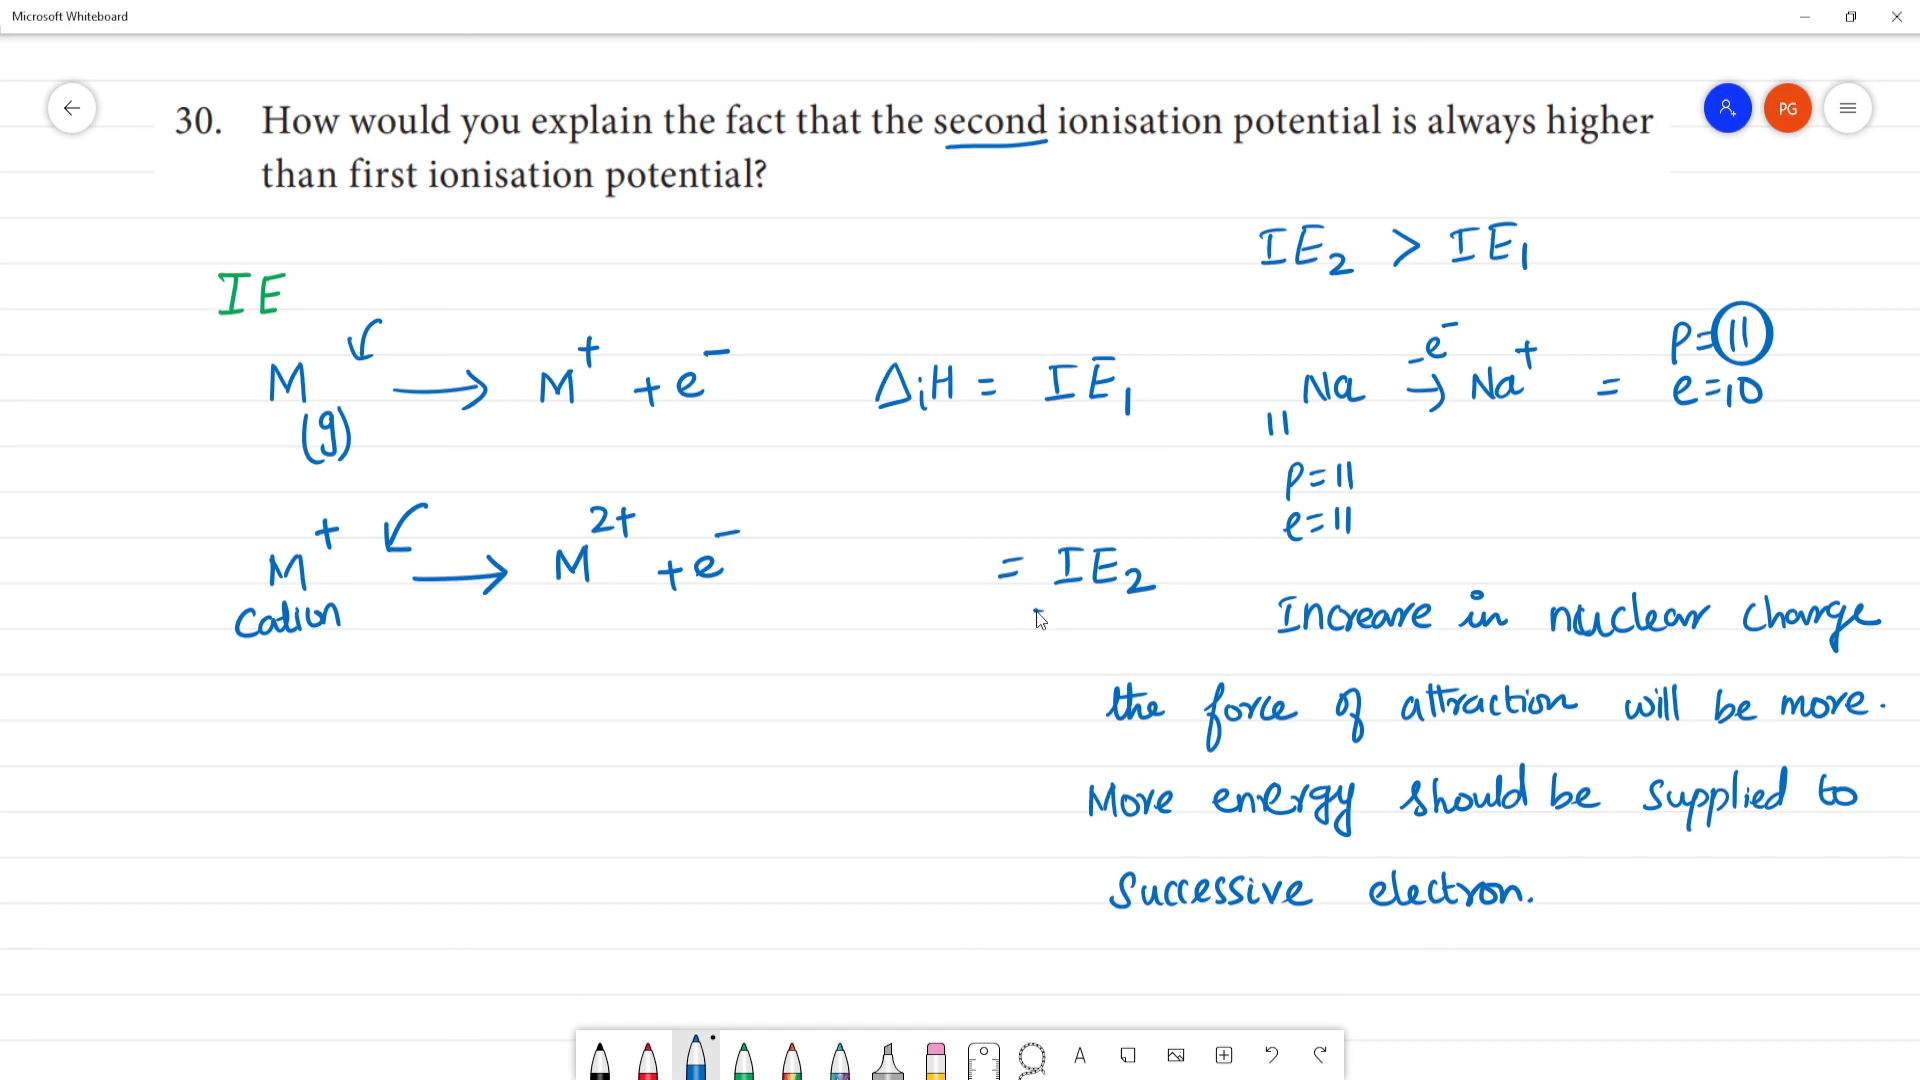 Microsoft Whiteboard
PG
30. How would you explain the fact that the second ionisation potential is always higher
than first ionisation potential?
IE₂ > IE₁
IE
M(g) → M⁺ + e⁻ ΔᵢH = IE₁
₁₁Na -e⁻→ Na⁺ = p=11
e=10
p=11
e=11
M⁺ → M²⁺ + e⁻ = IE₂
Cation
Increase in nuclear charge
the force of attraction will be more.
More energy should be supplied to
Successive electron.
A